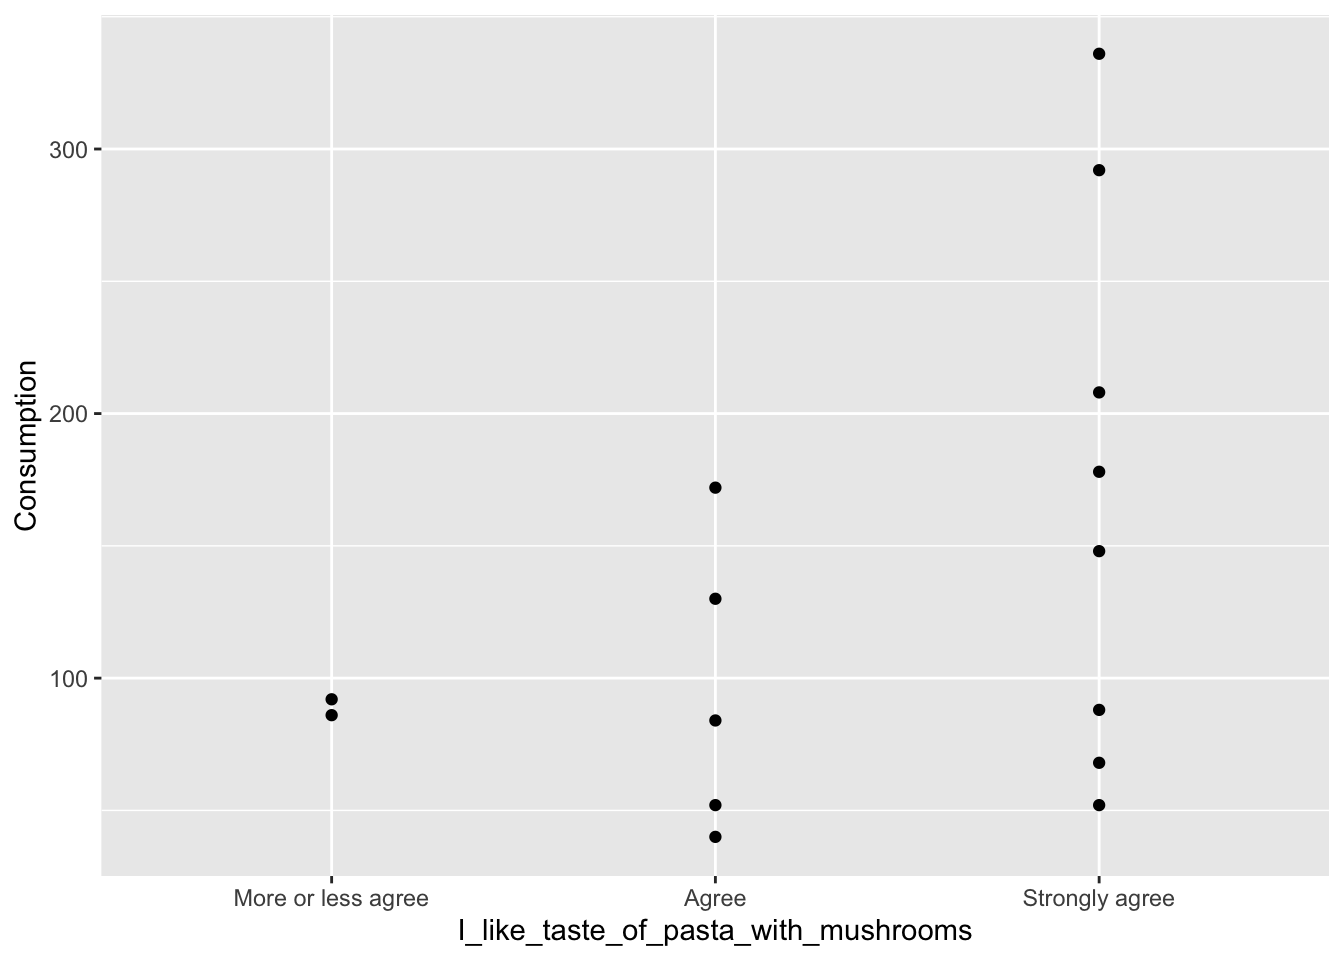 Consumption
300
200
100
More or less agree
Agree
Strongly agree
I_like_taste_of_pasta_with_mushrooms